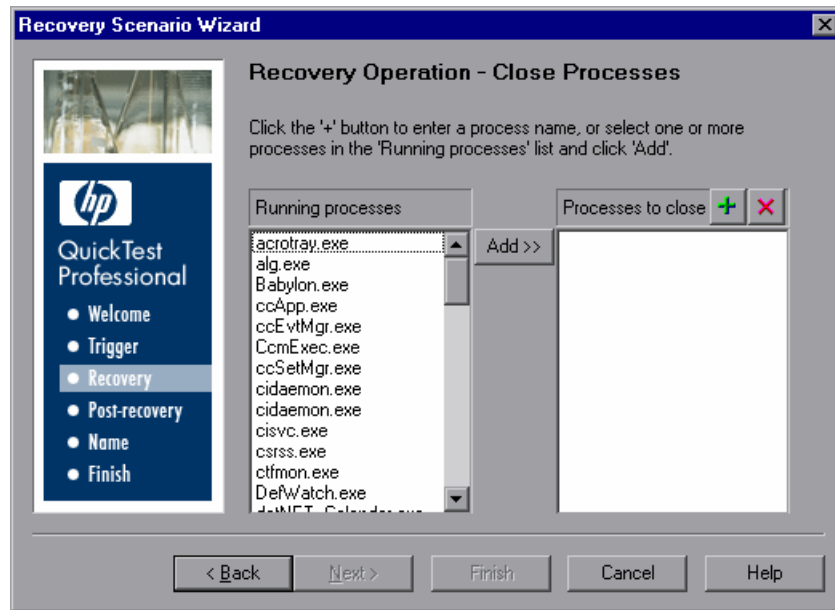 Recovery Scenario Wizard
Recovery Operation - Close Processes
Click the '+' button to enter a process name, or select one or more
processes in the 'Running processes' list and click 'Add'.
hp
QuickTest
Professional
Welcome
Trigger
Recovery
Post-recovery
Name
Finish
Running processes
acrotray.exe
alg.exe
Babylon.exe
ccApp.exe
ccEvtMgr.exe
CcmExec.exe
ccSetMgr.exe
cidaemon.exe
cidaemon.exe
cisvc.exe
csrss.exe
ctfmon.exe
DefWatch.exe
Add >>
Processes to close
< Back
Next >
Finish
Cancel
Help